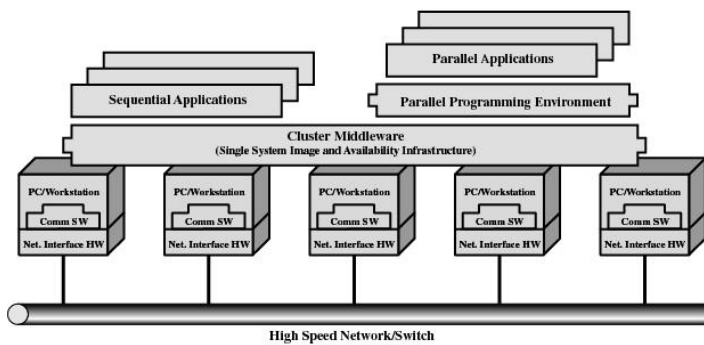 Parallel Applications
Sequential Applications
Parallel Programming Environment
Cluster Middleware
(Single System Image and Availability Infrastructure)
PC/Workstation
Comm SW
Net. Interface HW
PC/Workstation
Comm SW
Net. Interface HW
PC/Workstation
Comm SW
Net. Interface HW
PC/Workstation
Comm SW
Net. Interface HW
PC/Workstation
Comm SW
Net. Interface HW
High Speed Network/Switch